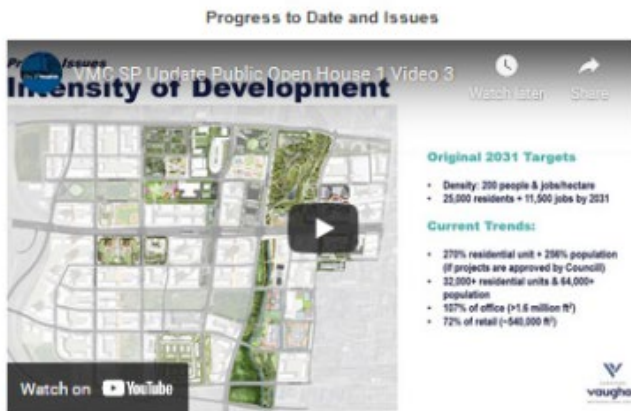 Progress to Date and Issues
Issues
VMC SP Update Public Open House 1 Video 3
Watch later
Share
Intensity of Development
Original 2031 Targets
• Density: 200 people & jobs/hectare
• 25,000 residents + 11,500 jobs by 2031
Current Trends:
• 270% residential unit + 256% population
(if projects are approved by Council)
• 32,000+ residential units & 64,000+
population
• 107% of office (>1.6 million ft²)
• 72% of retail (~540,000 ft²)
Watch on YouTube
vaugha